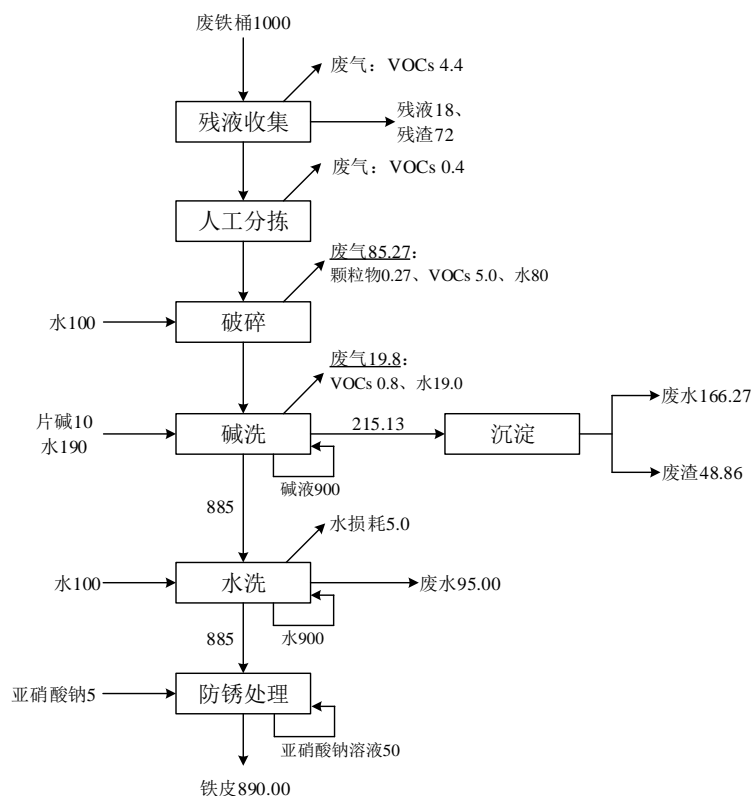 废铁桶1000
废气：VOCs 4.4
残液收集
残液18、
残渣72
废气：VOCs 0.4
人工分拣
废气85.27：
颗粒物0.27、VOCs 5.0、水80
水100
破碎
废气19.8：
VOCs 0.8、水19.0
片碱10
水190
碱洗
215.13
沉淀
废水166.27
废渣48.86
碱液900
885
水损耗5.0
水100
水洗
废水95.00
水900
885
亚硝酸钠5
防锈处理
亚硝酸钠溶液50
铁皮890.00